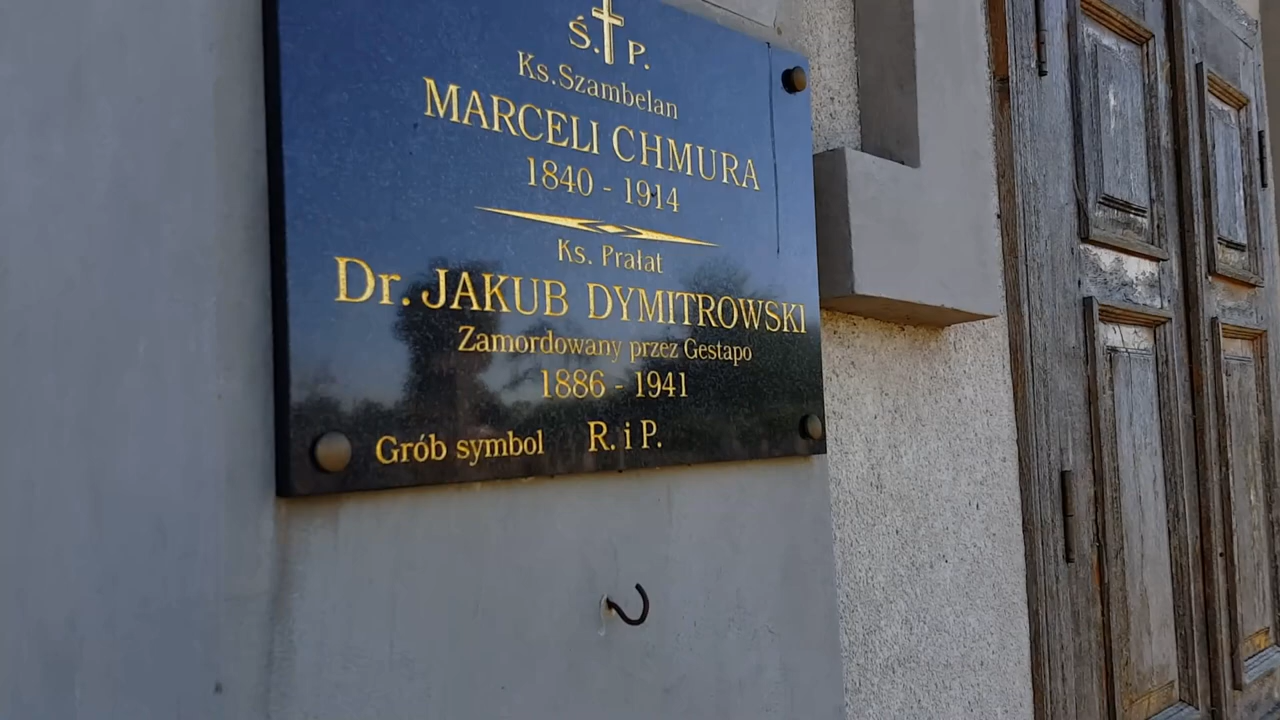 Ś. P.
Ks. Szambelan
MARCELI CHMURA
1840 - 1914
Ks. Prałat
Dr. JAKUB DYMITROWSKI
Zamordowany przez Gestapo
1886 - 1941
Grób symbol R. i P.